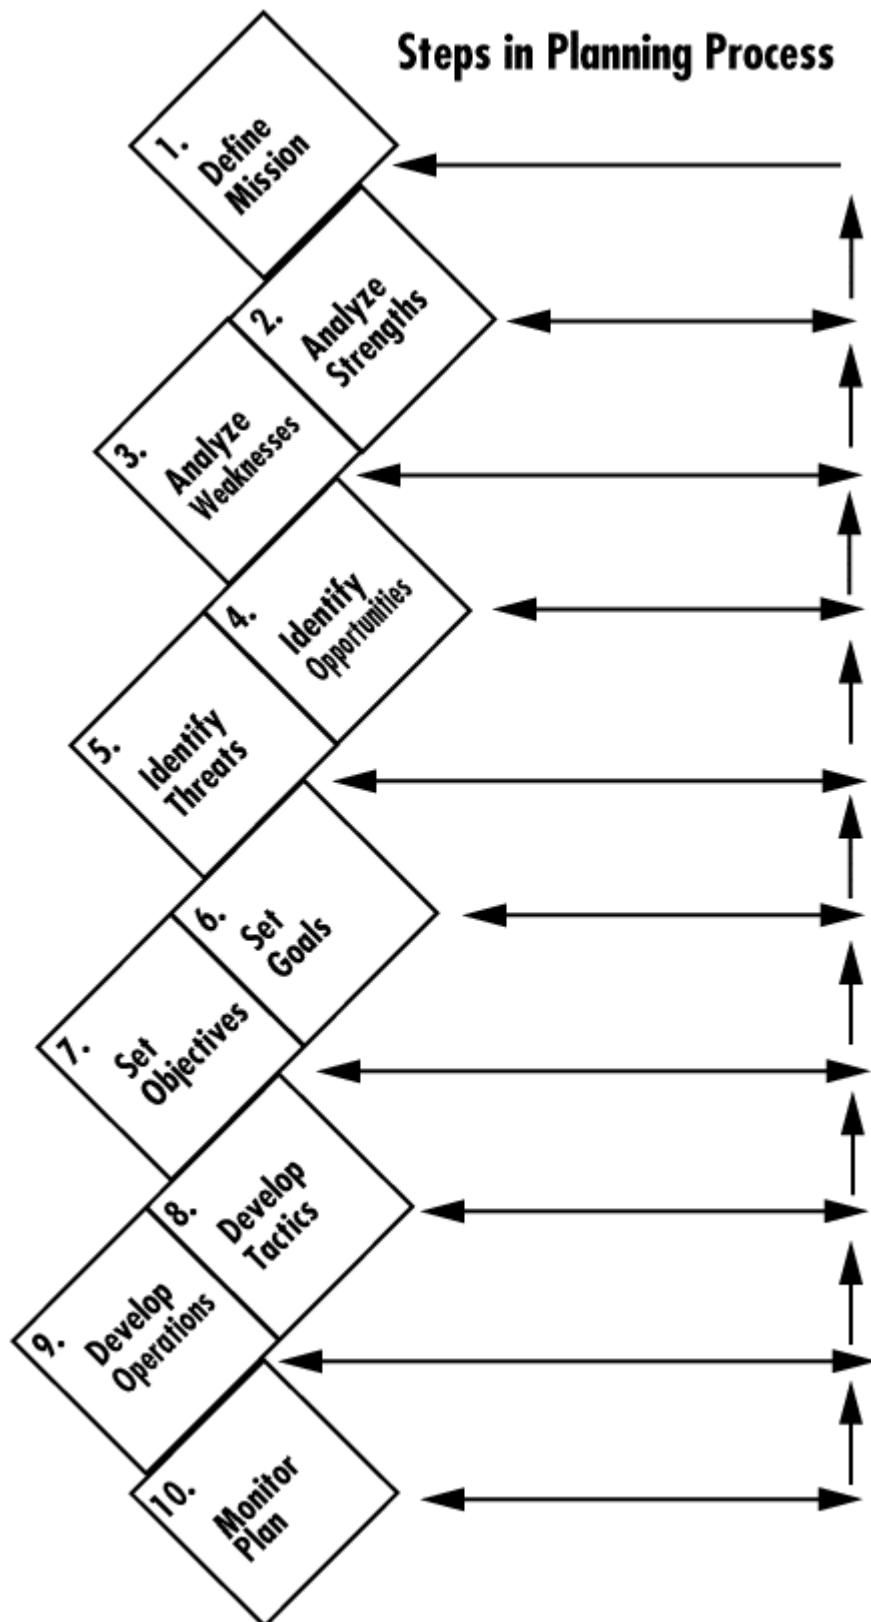 Steps in Planning Process
1.
Define
Mission
2.
Analyze
Strengths
3.
Analyze
Weaknesses
4.
Identify
Opportunities
5.
Identify
Threats
6.
Set
Goals
7.
Set
Objectives
8.
Develop
Tactics
9.
Develop
Operations
10.
Monitor
Plan